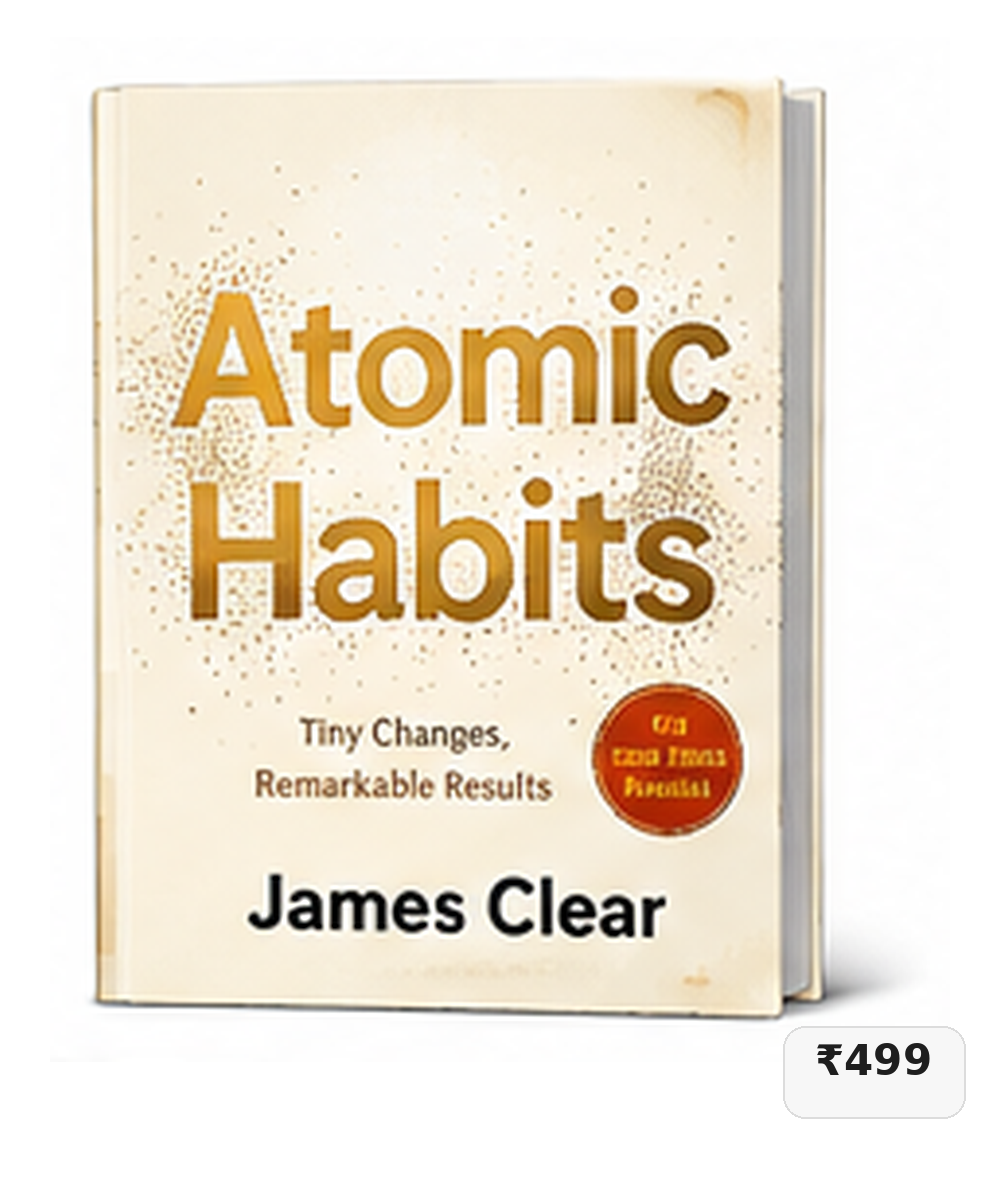 Atomic
Habits
Tiny Changes,
Remarkable Results
James Clear
₹499